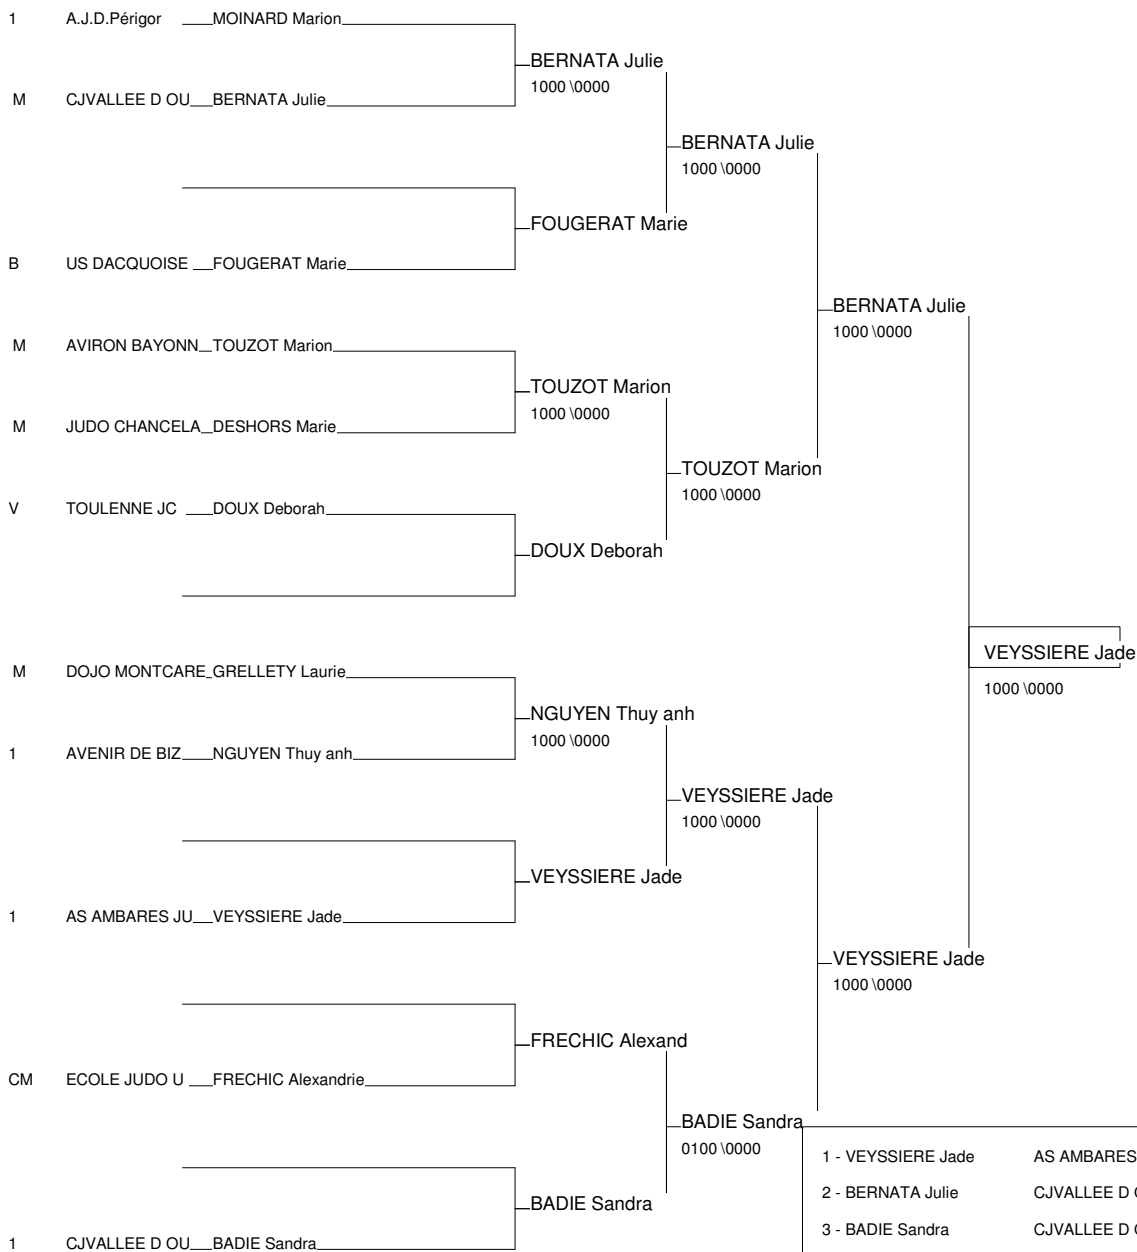 1 A.J.D.Périgor MOINARD Marion
BERNATA Julie
1000 \0000
M CJVALLEE D OU BERNATA Julie
BERNATA Julie
1000 \0000
FOUGERAT Marie
B US DACQUOISE FOUGERAT Marie
BERNATA Julie
1000 \0000
M AVIRON BAYONN TOUZOT Marion
TOUZOT Marion
1000 \0000
M JUDO CHANCELA DESHORS Marie
TOUZOT Marion
1000 \0000
V TOULENNE JC DOUX Deborah
DOUX Deborah
VEYSSIERE Jade
1000 \0000
M DOJO MONTCARE GRELLETY Laurie
NGUYEN Thuy anh
1000 \0000
1 AVENIR DE BIZ NGUYEN Thuy anh
VEYSSIERE Jade
1000 \0000
VEYSSIERE Jade
1 AS AMBARES JU VEYSSIERE Jade
VEYSSIERE Jade
1000 \0000
FRECHIC Alexand
CM ECOLE JUDO U FRECHIC Alexandrie
BADIE Sandra
0100 \0000
1 - VEYSSIERE Jade AS AMBARES
2 - BERNATA Julie CJVALLEE D O
BADIE Sandra
3 - BADIE Sandra CJVALLEE D O
1 CJVALLEE D OU BADIE Sandra